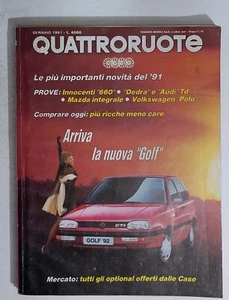 GENNAIO 1991 - L. 6000
QUATTRORUOTE
Le più importanti novità del '91
PROVE: Innocenti "660" • "Dedra" e "Audi" Td
• Mazda integrale • Volkswagen "Polo"
Comprare oggi: più ricche meno care
Arriva
la nuova "Golf"
GTI
GOLF '92
Mercato: tutti gli optional offerti dalle Case